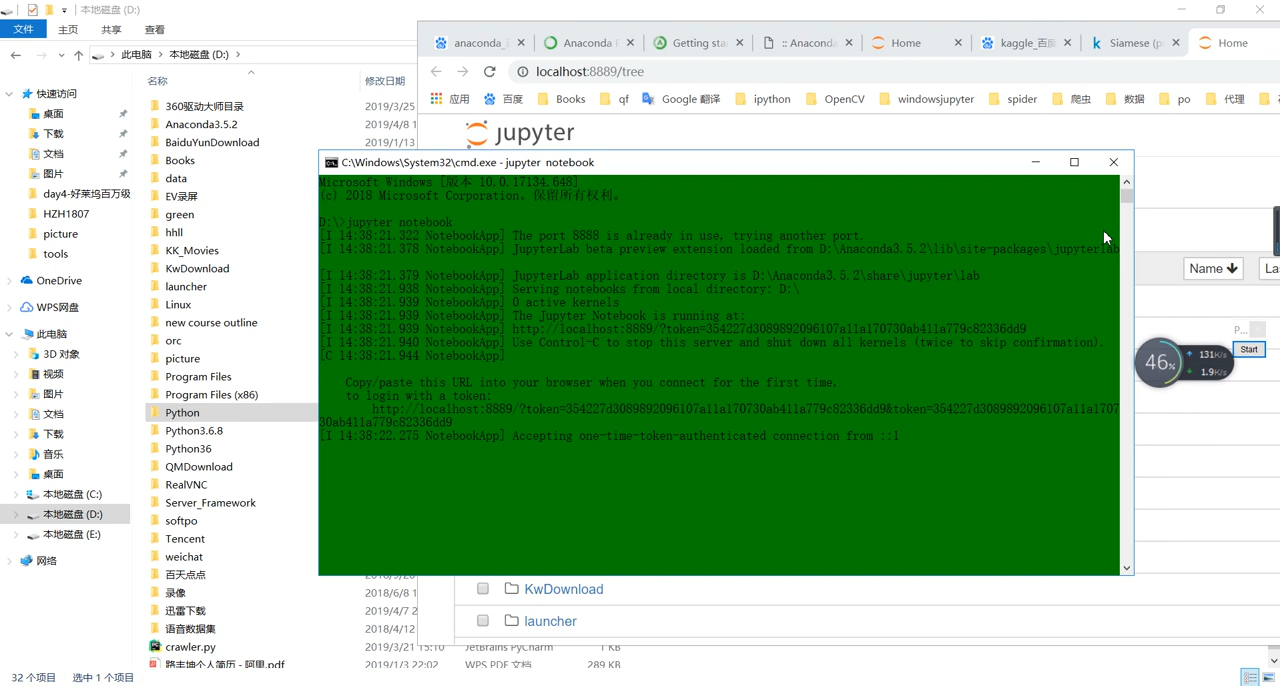 本地磁盘 (D:)
文件
主页
共享
查看
此电脑
本地磁盘 (D:)
名称
修改日期
快速访问
桌面
下载
文档
图片
day4-好莱坞百万级
HZH1807
picture
tools
OneDrive
WPS网盘
此电脑
3D 对象
视频
图片
文档
下载
音乐
桌面
本地磁盘 (C:)
本地磁盘 (D:)
本地磁盘 (E:)
网络
360驱动大师目录
2019/3/25
Anaconda3.5.2
2019/4/8 1
BaiduYunDownload
2019/1/13
Books
data
EV录屏
green
hhll
KK_Movies
KwDownload
launcher
Linux
new course outline
orc
picture
Program Files
Program Files (x86)
Python
Python3.6.8
Python36
QMDownload
RealVNC
Server_Framework
softpo
Tencent
weichat
百天点点
录像
2018/6/8 1
迅雷下载
2019/4/7 2
语音数据集
2018/4/12
crawler.py
2019/3/21 15:10
JetBrains PyCharm
1 KB
路丰坤个人简历 - 阿里.pdf
2019/1/3 22:02
WPS PDF 文档
289 KB
32 个项目
选中 1 个项目
Anaconda
Getting sta
:: Anaconda
Home
kaggle_百
Siamese (p
Home
localhost:8889/tree
应用
百度
Books
qf
Google 翻译
ipython
OpenCV
windowsjupyter
spider
爬虫
数据
po
代理
jupyter
Name
P...
Start
46%
131K/s
1.9K/s
C:\Windows\System32\cmd.exe - jupyter notebook
Microsoft Windows [版本 10.0.17134.648]
(c) 2018 Microsoft Corporation。保留所有权利。
D:\>jupyter notebook
[I 14:38:21.322 NotebookApp] The port 8888 is already in use, trying another port.
[I 14:38:21.378 NotebookApp] JupyterLab beta preview extension loaded from D:\Anaconda3.5.2\lib\site-packages\jupyterlab
[I 14:38:21.379 NotebookApp] JupyterLab application directory is D:\Anaconda3.5.2\share\jupyter\lab
[I 14:38:21.938 NotebookApp] Serving notebooks from local directory: D:\
[I 14:38:21.939 NotebookApp] 0 active kernels
[I 14:38:21.939 NotebookApp] The Jupyter Notebook is running at:
[I 14:38:21.939 NotebookApp] http://localhost:8889/?token=354227d3089892096107a11a170730ab411a779c82336dd9
[I 14:38:21.940 NotebookApp] Use Control-C to stop this server and shut down all kernels (twice to skip confirmation).
[C 14:38:21.944 NotebookApp]
Copy/paste this URL into your browser when you connect for the first time,
to login with a token:
http://localhost:8889/?token=354227d3089892096107a11a170730ab411a779c82336dd9&token=354227d3089892096107a11a1707
30ab411a779c82336dd9
[I 14:38:22.275 NotebookApp] Accepting one-time-token-authenticated connection from ::1
KwDownload
launcher